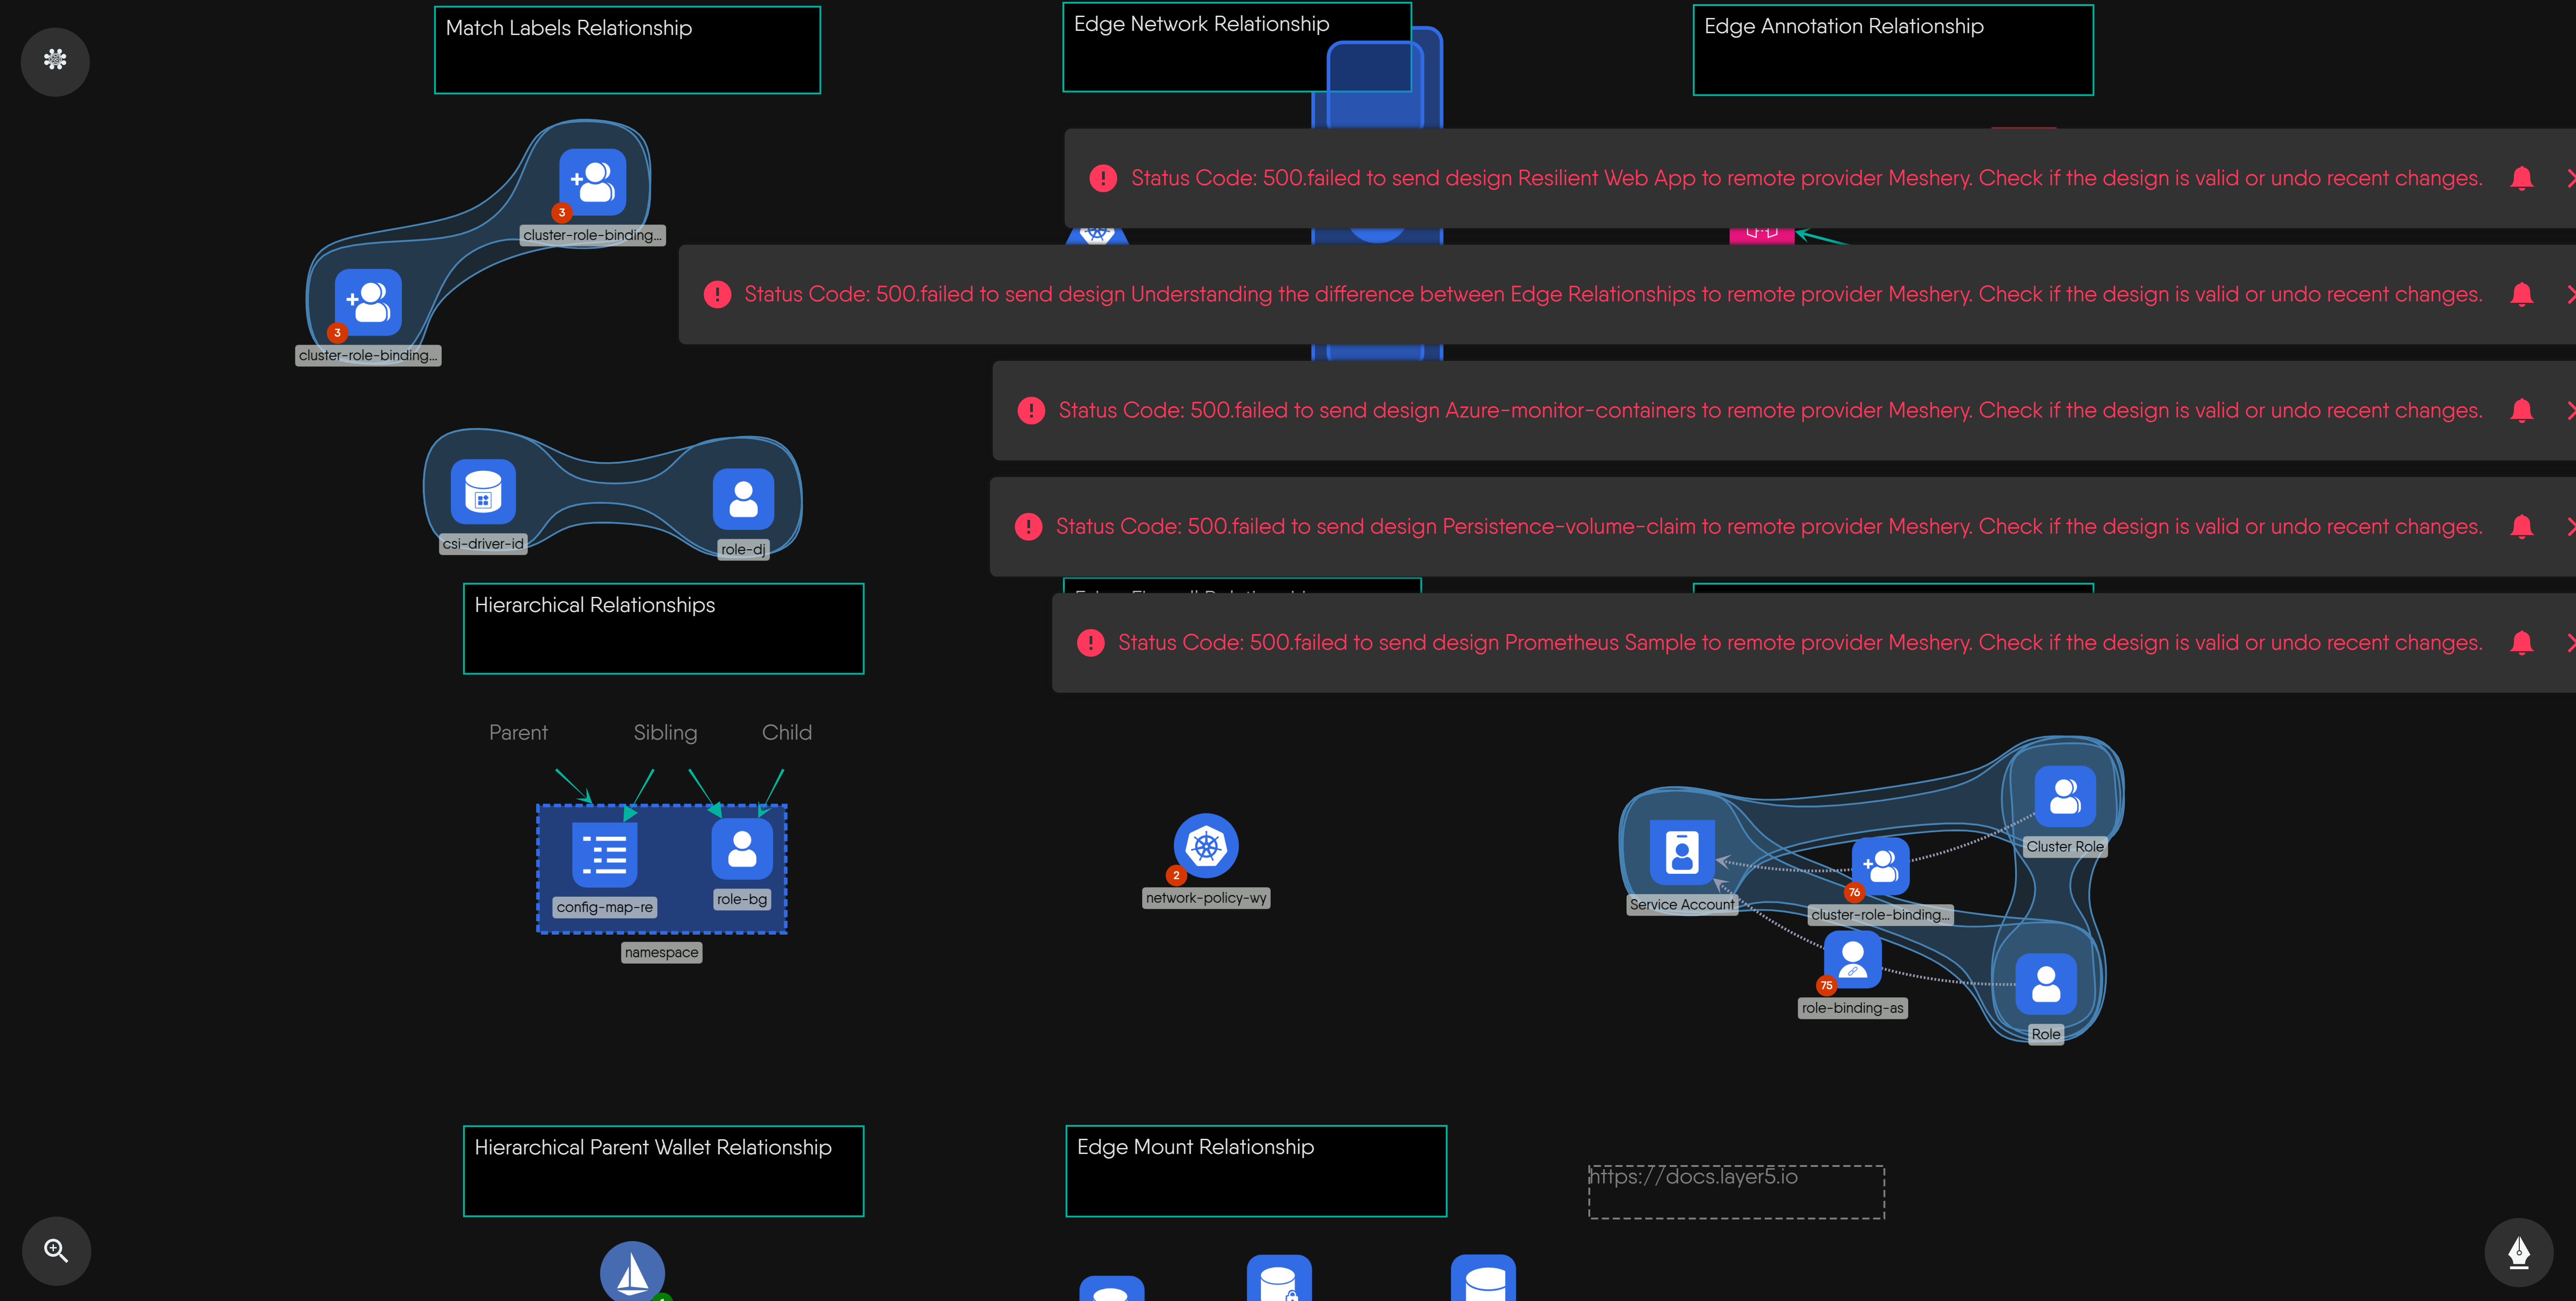 Match Labels Relationship
Edge Network Relationship
Edge Annotation Relationship
Status Code: 500.failed to send design Resilient Web App to remote provider Meshery. Check if the design is valid or undo recent changes.
3
cluster-role-binding...
Status Code: 500.failed to send design Understanding the difference between Edge Relationships to remote provider Meshery. Check if the design is valid or undo recent changes.
3
cluster-role-binding...
Status Code: 500.failed to send design Azure-monitor-containers to remote provider Meshery. Check if the design is valid or undo recent changes.
Status Code: 500.failed to send design Persistence-volume-claim to remote provider Meshery. Check if the design is valid or undo recent changes.
csi-driver-id
role-dj
Hierarchical Relationships
Status Code: 500.failed to send design Prometheus Sample to remote provider Meshery. Check if the design is valid or undo recent changes.
Parent
Sibling
Child
config-map-re
role-bg
namespace
2
network-policy-wy
Cluster Role
Service Account
76
cluster-role-binding...
75
role-binding-as
Role
Hierarchical Parent Wallet Relationship
Edge Mount Relationship
https://docs.layer5.io